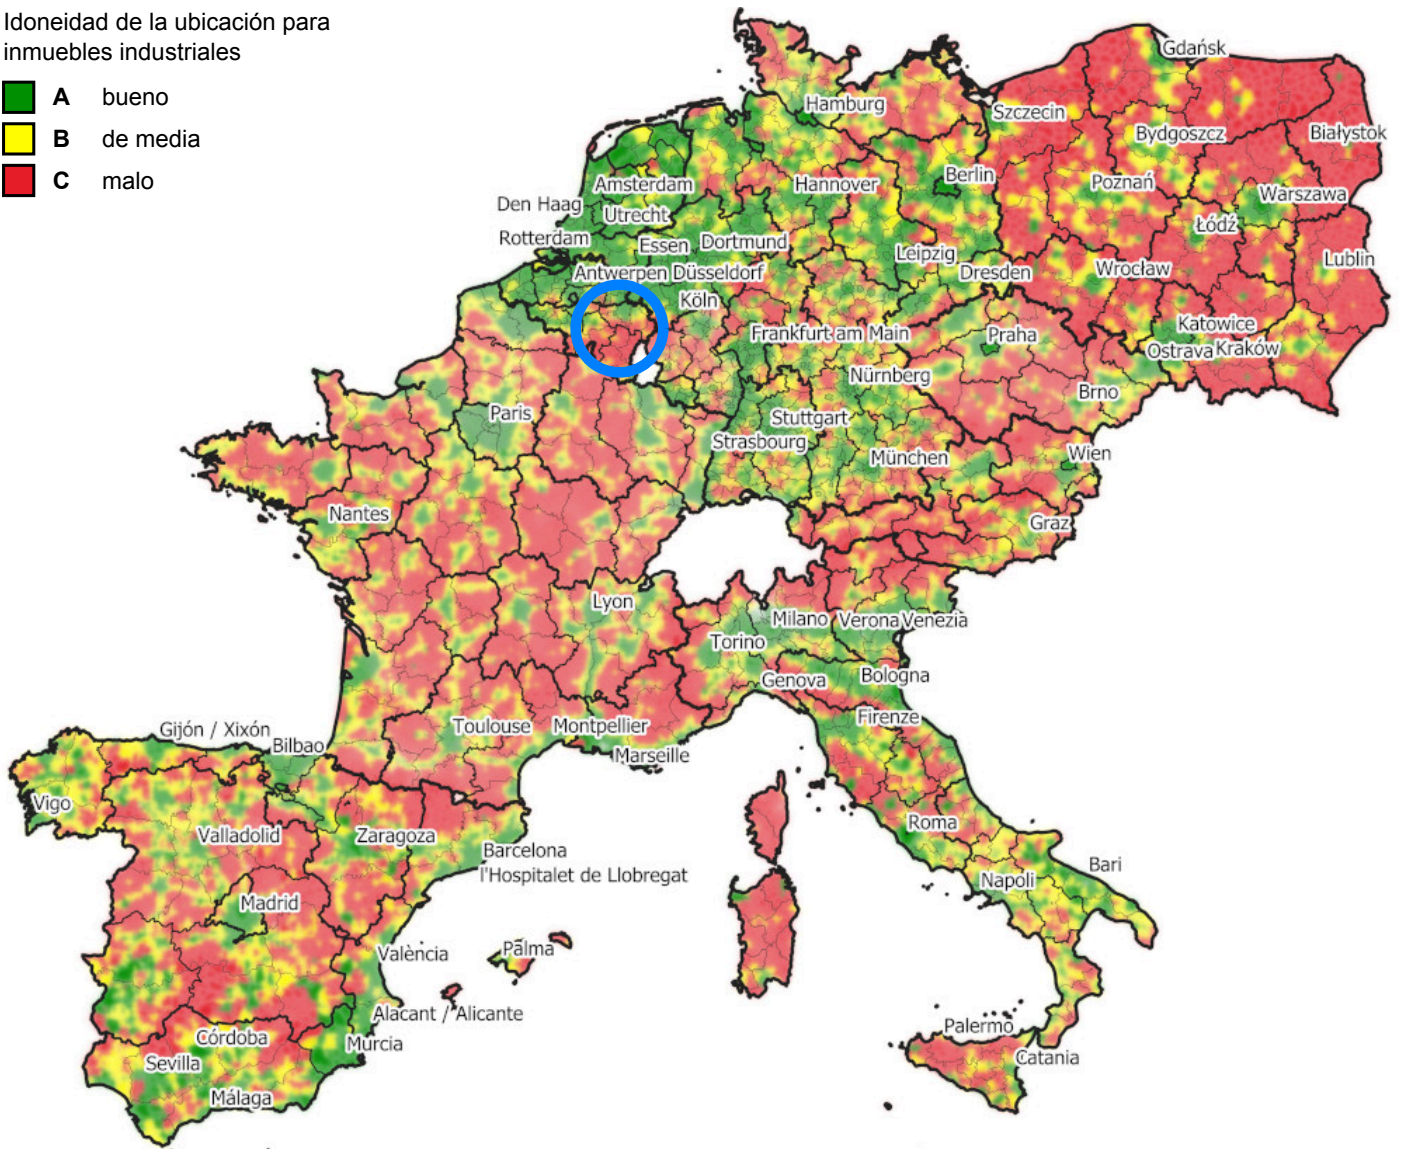 Idoneidad de la ubicación para
inmuebles industriales
A bueno
B de media
C malo
Gdańsk
Hamburg
Szczecin
Bydgoszcz
Białystok
Amsterdam
Hannover
Berlin
Poznań
Warszawa
Den Haag
Utrecht
Łódź
Rotterdam
Essen
Dortmund
Leipzig
Lublin
Antwerpen
Düsseldorf
Dresden
Wrocław
Köln
Frankfurt am Main
Praha
Katowice
Ostrava
Kraków
Nürnberg
Brno
Paris
Stuttgart
Strasbourg
München
Wien
Nantes
Graz
Lyon
Milano
Verona
Venezia
Torino
Genova
Bologna
Firenze
Toulouse
Montpellier
Marseille
Gijón / Xixón
Bilbao
Vigo
Valladolid
Zaragoza
Roma
Barcelona
l'Hospitalet de Llobregat
Bari
Napoli
Madrid
València
Palma
Alacant / Alicante
Palermo
Córdoba
Murcia
Catania
Sevilla
Málaga